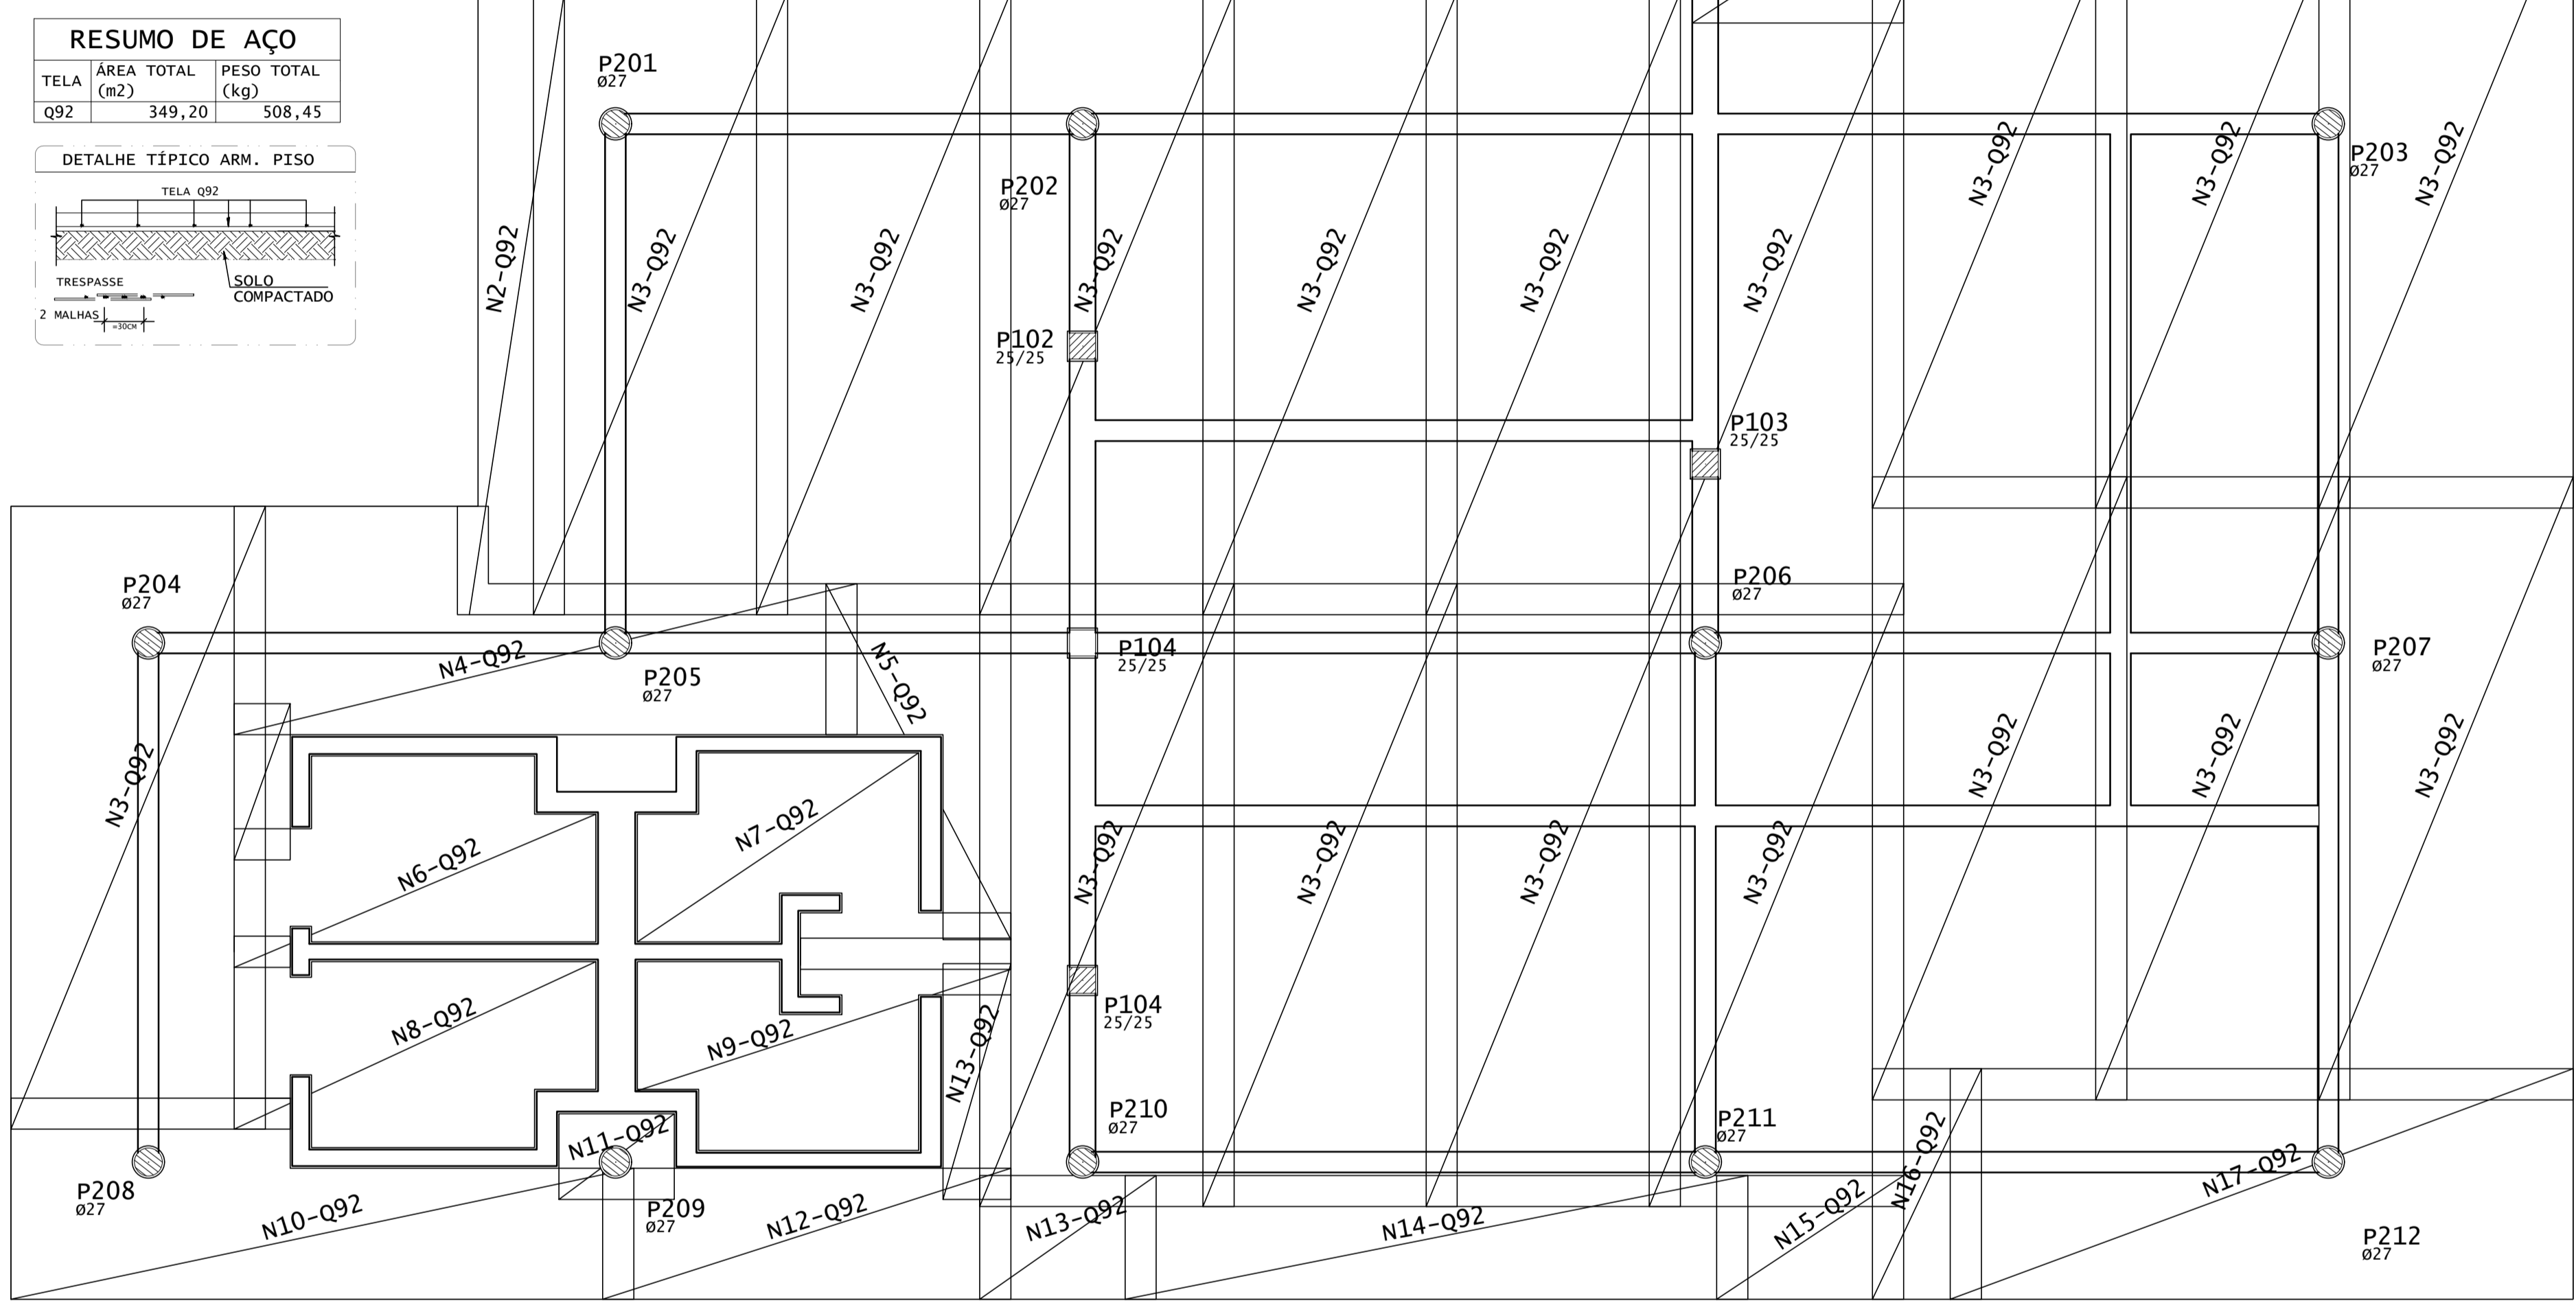 RESUMO DE AÇO
TELA
ÁREA TOTAL
(m2)
PESO TOTAL
(kg)
Q92
349,20
508,45
DETALHE TÍPICO ARM. PISO
TELA Q92
TRESPASSE
SOLO
COMPACTADO
2 MALHAS
=30CM
P201
Ø27
P202
Ø27
P203
Ø27
N3-Q92
N3-Q92
N3-Q92
N2-Q92
N3-Q92
N3-Q92
N3-Q92
N3-Q92
N3-Q92
N3-Q92
P102
25/25
P103
25/25
P204
Ø27
P206
Ø27
N4-Q92
P205
Ø27
N5-Q92
P104
25/25
P207
Ø27
N3-Q92
N6-Q92
N7-Q92
N3-Q92
N3-Q92
N3-Q92
N3-Q92
N3-Q92
N3-Q92
N3-Q92
N8-Q92
N9-Q92
N13-Q92
P104
25/25
P210
Ø27
P211
Ø27
N11-Q92
N16-Q92
N17-Q92
P208
Ø27
N10-Q92
P209
Ø27
N12-Q92
N13-Q92
N14-Q92
N15-Q92
P212
Ø27